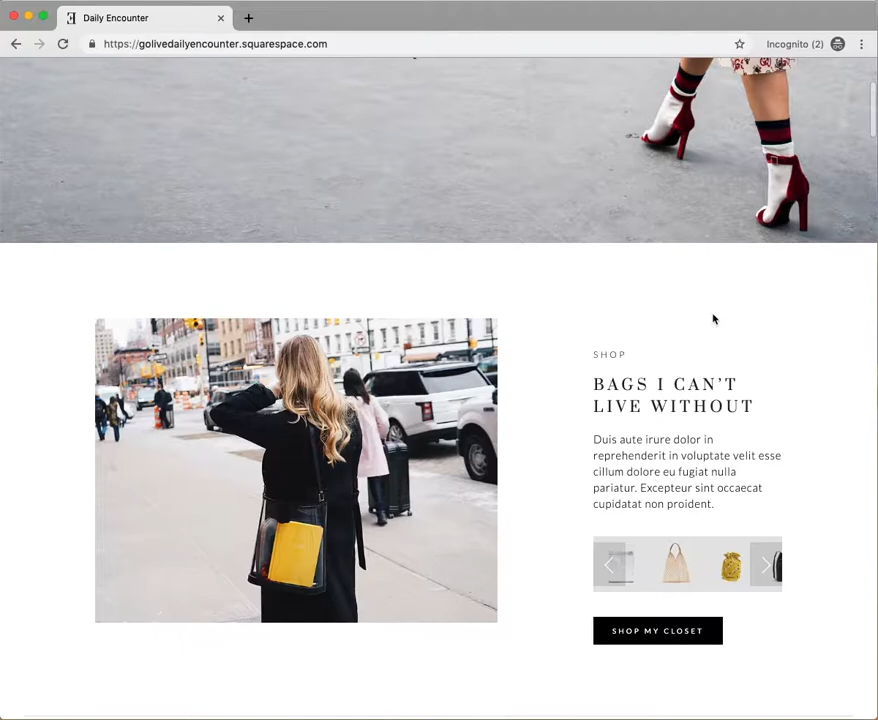 Daily Encounter
https://golivedailyencounter.squarespace.com
Incognito (2)
SHOP
BAGS I CAN'T
LIVE WITHOUT
Duis aute irure dolor in
reprehenderit in voluptate velit esse
cillum dolore eu fugiat nulla
pariatur. Excepteur sint occaecat
cupidatat non proident.
SHOP MY CLOSET